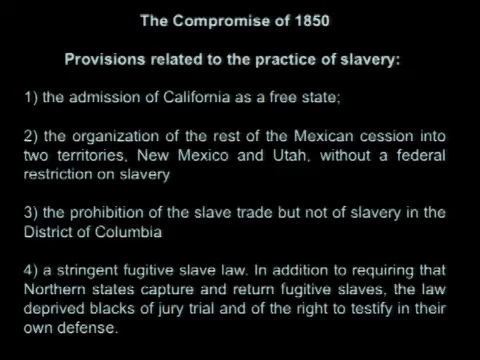 The Compromise of 1850
Provisions related to the practice of slavery:
1) the admission of California as a free state;
2) the organization of the rest of the Mexican cession into
two territories, New Mexico and Utah, without a federal
restriction on slavery
3) the prohibition of the slave trade but not of slavery in the
District of Columbia
4) a stringent fugitive slave law. In addition to requiring that
Northern states capture and return fugitive slaves, the law
deprived blacks of jury trial and of the right to testify in their
own defense.